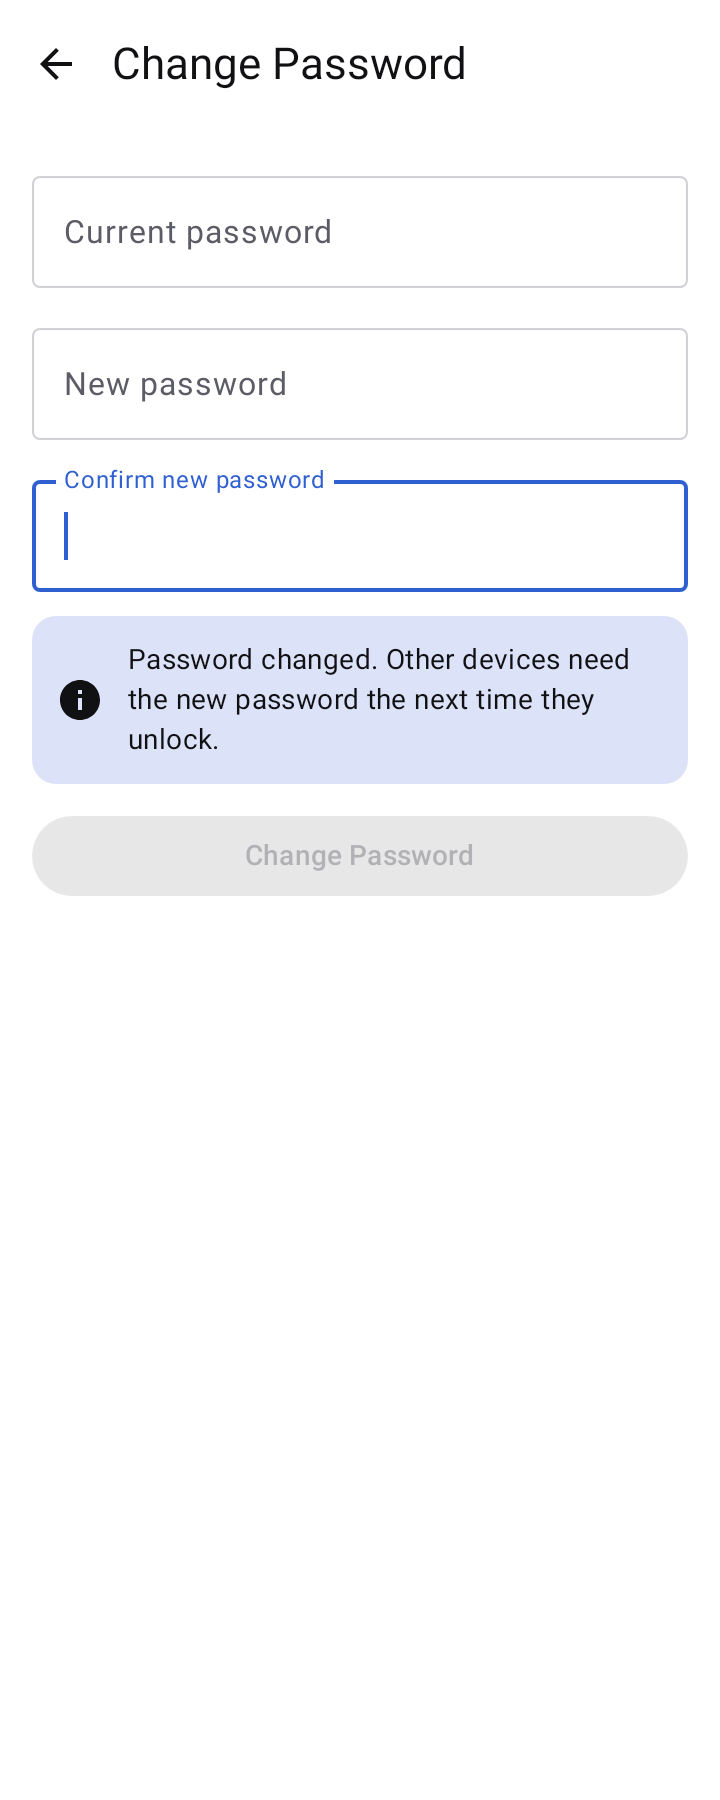 Change Password
Current password
New password
Confirm new password
Password changed. Other devices need
the new password the next time they
unlock.
Change Password